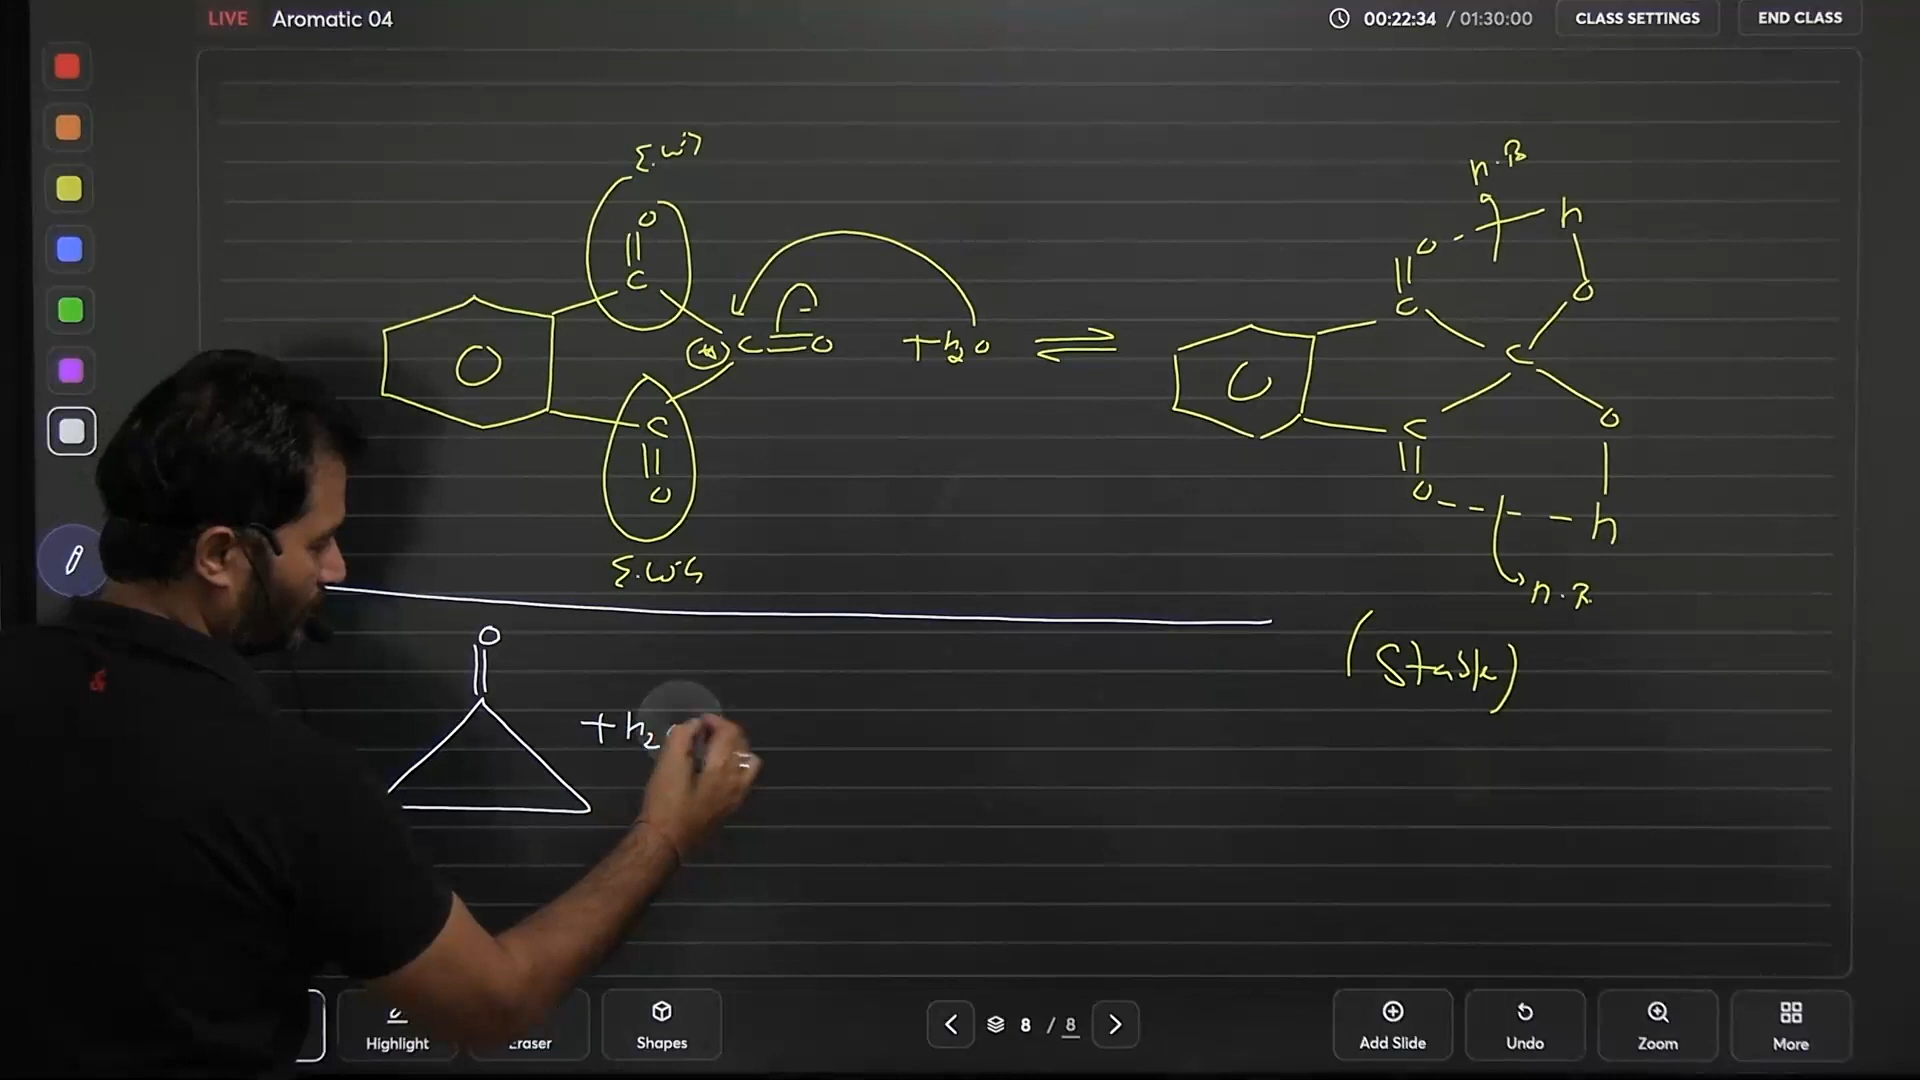 LIVE Aromatic 04
00:22:34 / 01:30:00
CLASS SETTINGS
END CLASS
E.W.G
O
C
C = O
+ H2O ⇌
C
O
E.W.G
H.B
O - - H
C
O
C
C
O
O - - - H
H.B
(Stable)
O
+ H2
Highlight
Eraser
Shapes
8 / 8
Add Slide
Undo
Zoom
More